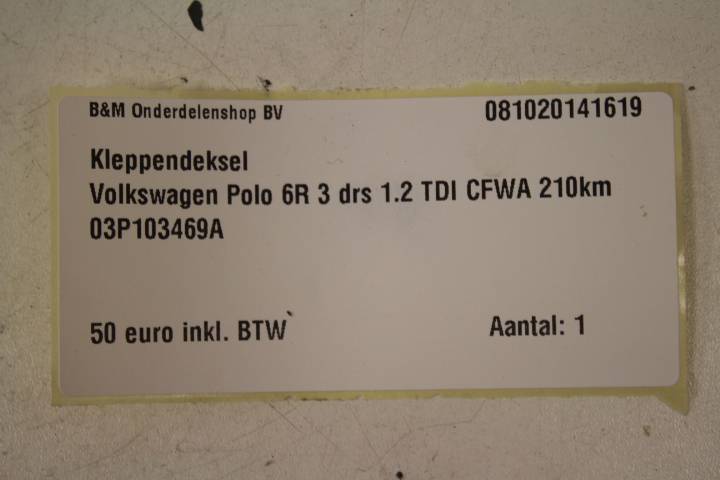 B&M Onderdelenshop BV 081020141619
Kleppendeksel
Volkswagen Polo 6R 3 drs 1.2 TDI CFWA 210km
03P103469A
50 euro inkl. BTW Aantal: 1